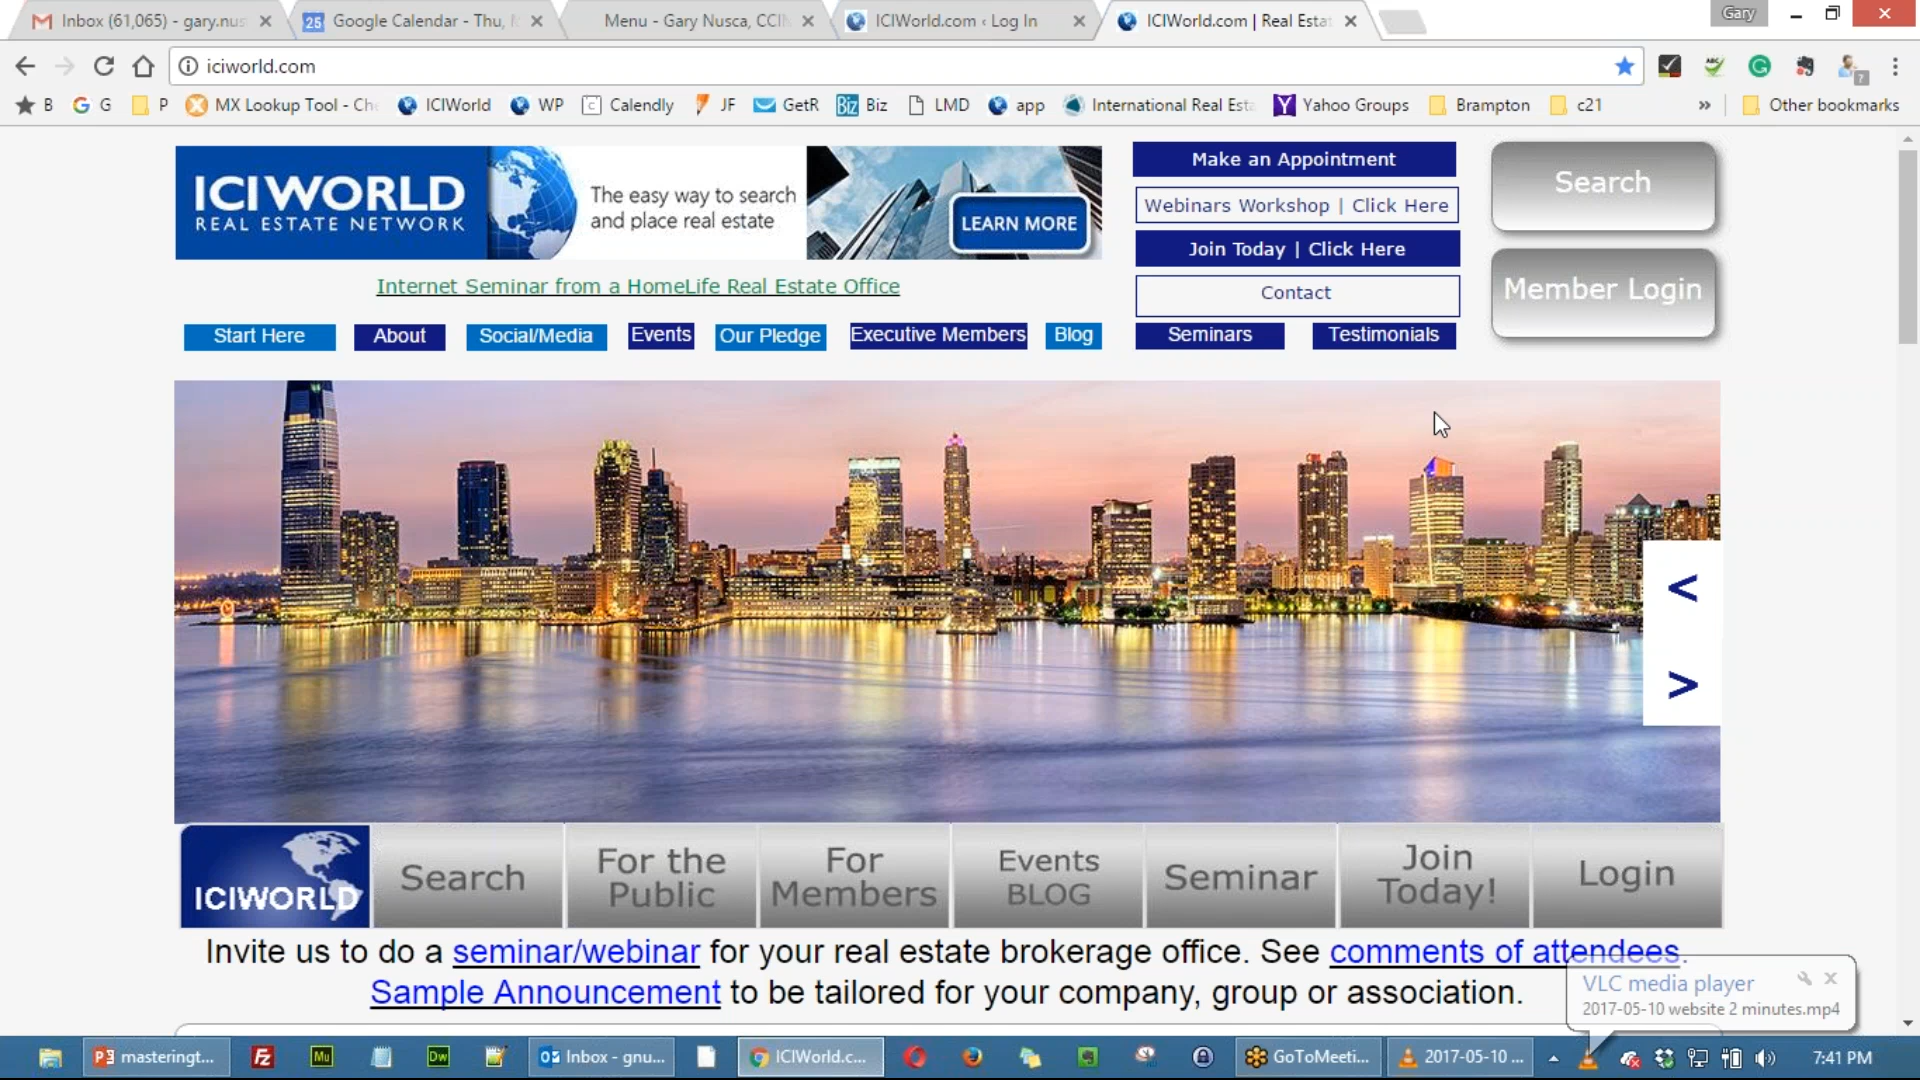 Inbox (61,065) - gary.nus
Google Calendar - Thu,
Menu - Gary Nusca, CCIM
ICIWorld.com ‹ Log In
ICIWorld.com | Real Estat
Gary
iciworld.com
B
G
P
MX Lookup Tool - Che
ICIWorld
WP
Calendly
JF
GetR
Biz
Biz
LMD
app
International Real Esta
Yahoo Groups
Brampton
c21
»
Other bookmarks
ICIWORLD
REAL ESTATE NETWORK
The easy way to search
and place real estate
LEARN MORE
Internet Seminar from a HomeLife Real Estate Office
Make an Appointment
Webinars Workshop | Click Here
Join Today | Click Here
Contact
Search
Member Login
Start Here
About
Social/Media
Events
Our Pledge
Executive Members
Blog
Seminars
Testimonials
<
>
ICIWORLD
Search
For the
Public
For
Members
Events
BLOG
Seminar
Join
Today!
Login
Invite us to do a seminar/webinar for your real estate brokerage office. See comments of attendees.
Sample Announcement to be tailored for your company, group or association.
VLC media player
2017-05-10 website 2 minutes.mp4
masteringt...
Mu
Dw
Inbox - gnu...
ICIWorld.c...
GoToMeeti...
2017-05-10 ...
7:41 PM